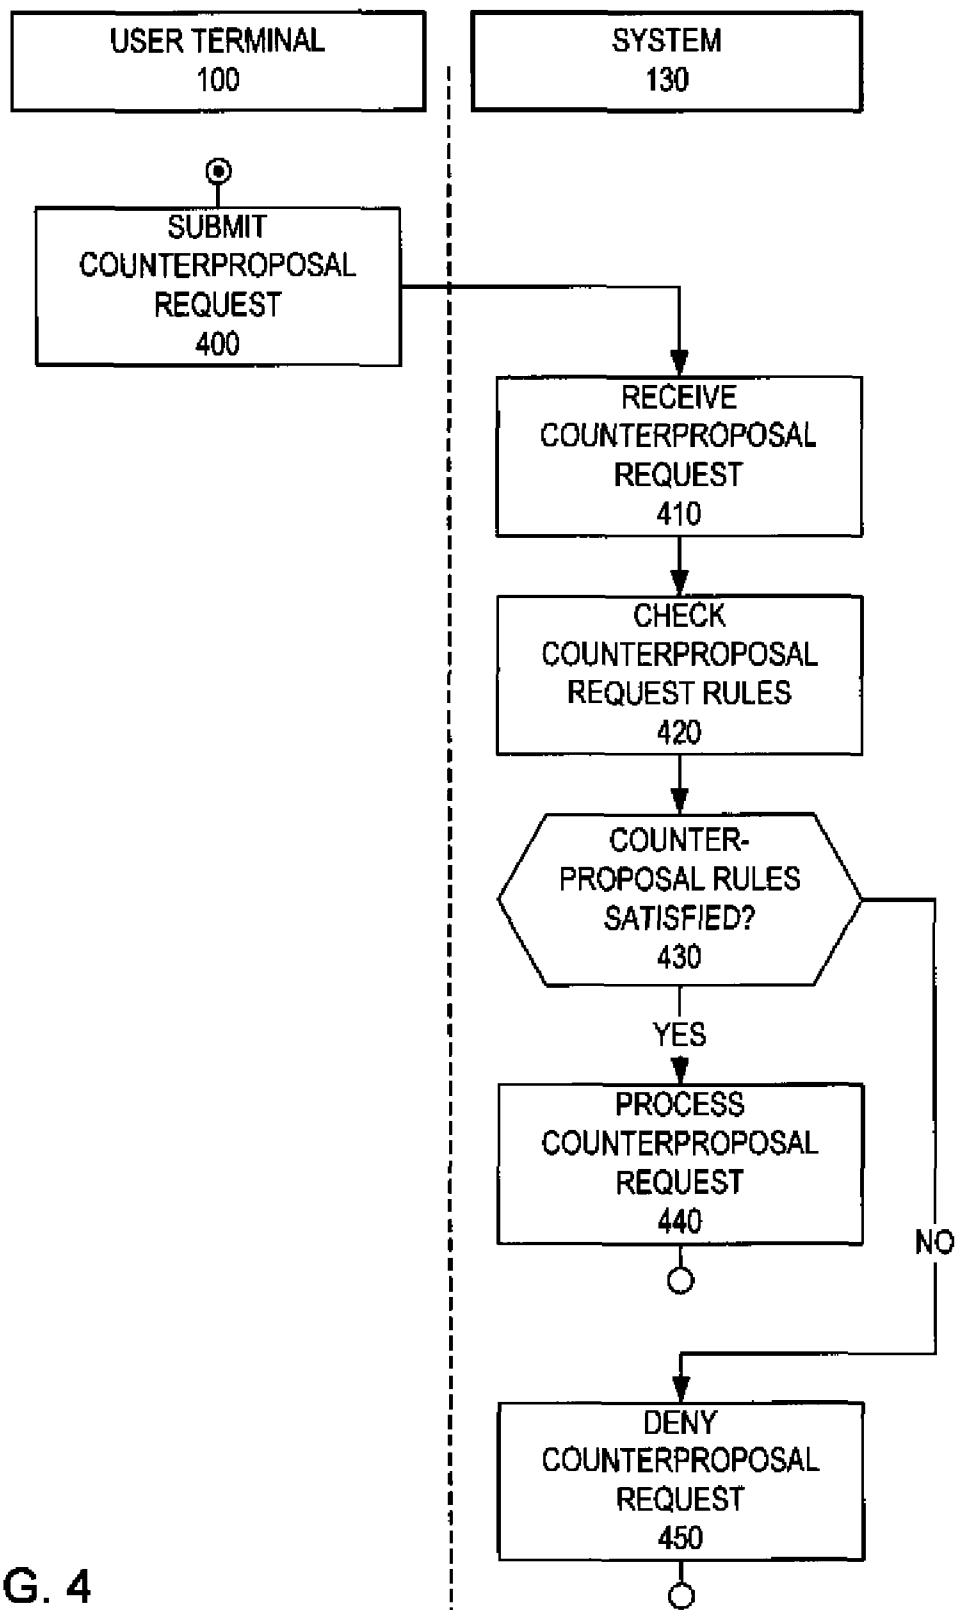 USER TERMINAL
100
SYSTEM
130
SUBMIT
COUNTERPROPOSAL
REQUEST
400
RECEIVE
COUNTERPROPOSAL
REQUEST
410
CHECK
COUNTERPROPOSAL
REQUEST RULES
420
COUNTER-
PROPOSAL RULES
SATISFIED?
430
YES
PROCESS
COUNTERPROPOSAL
REQUEST
440
NO
DENY
COUNTERPROPOSAL
REQUEST
450
G. 4